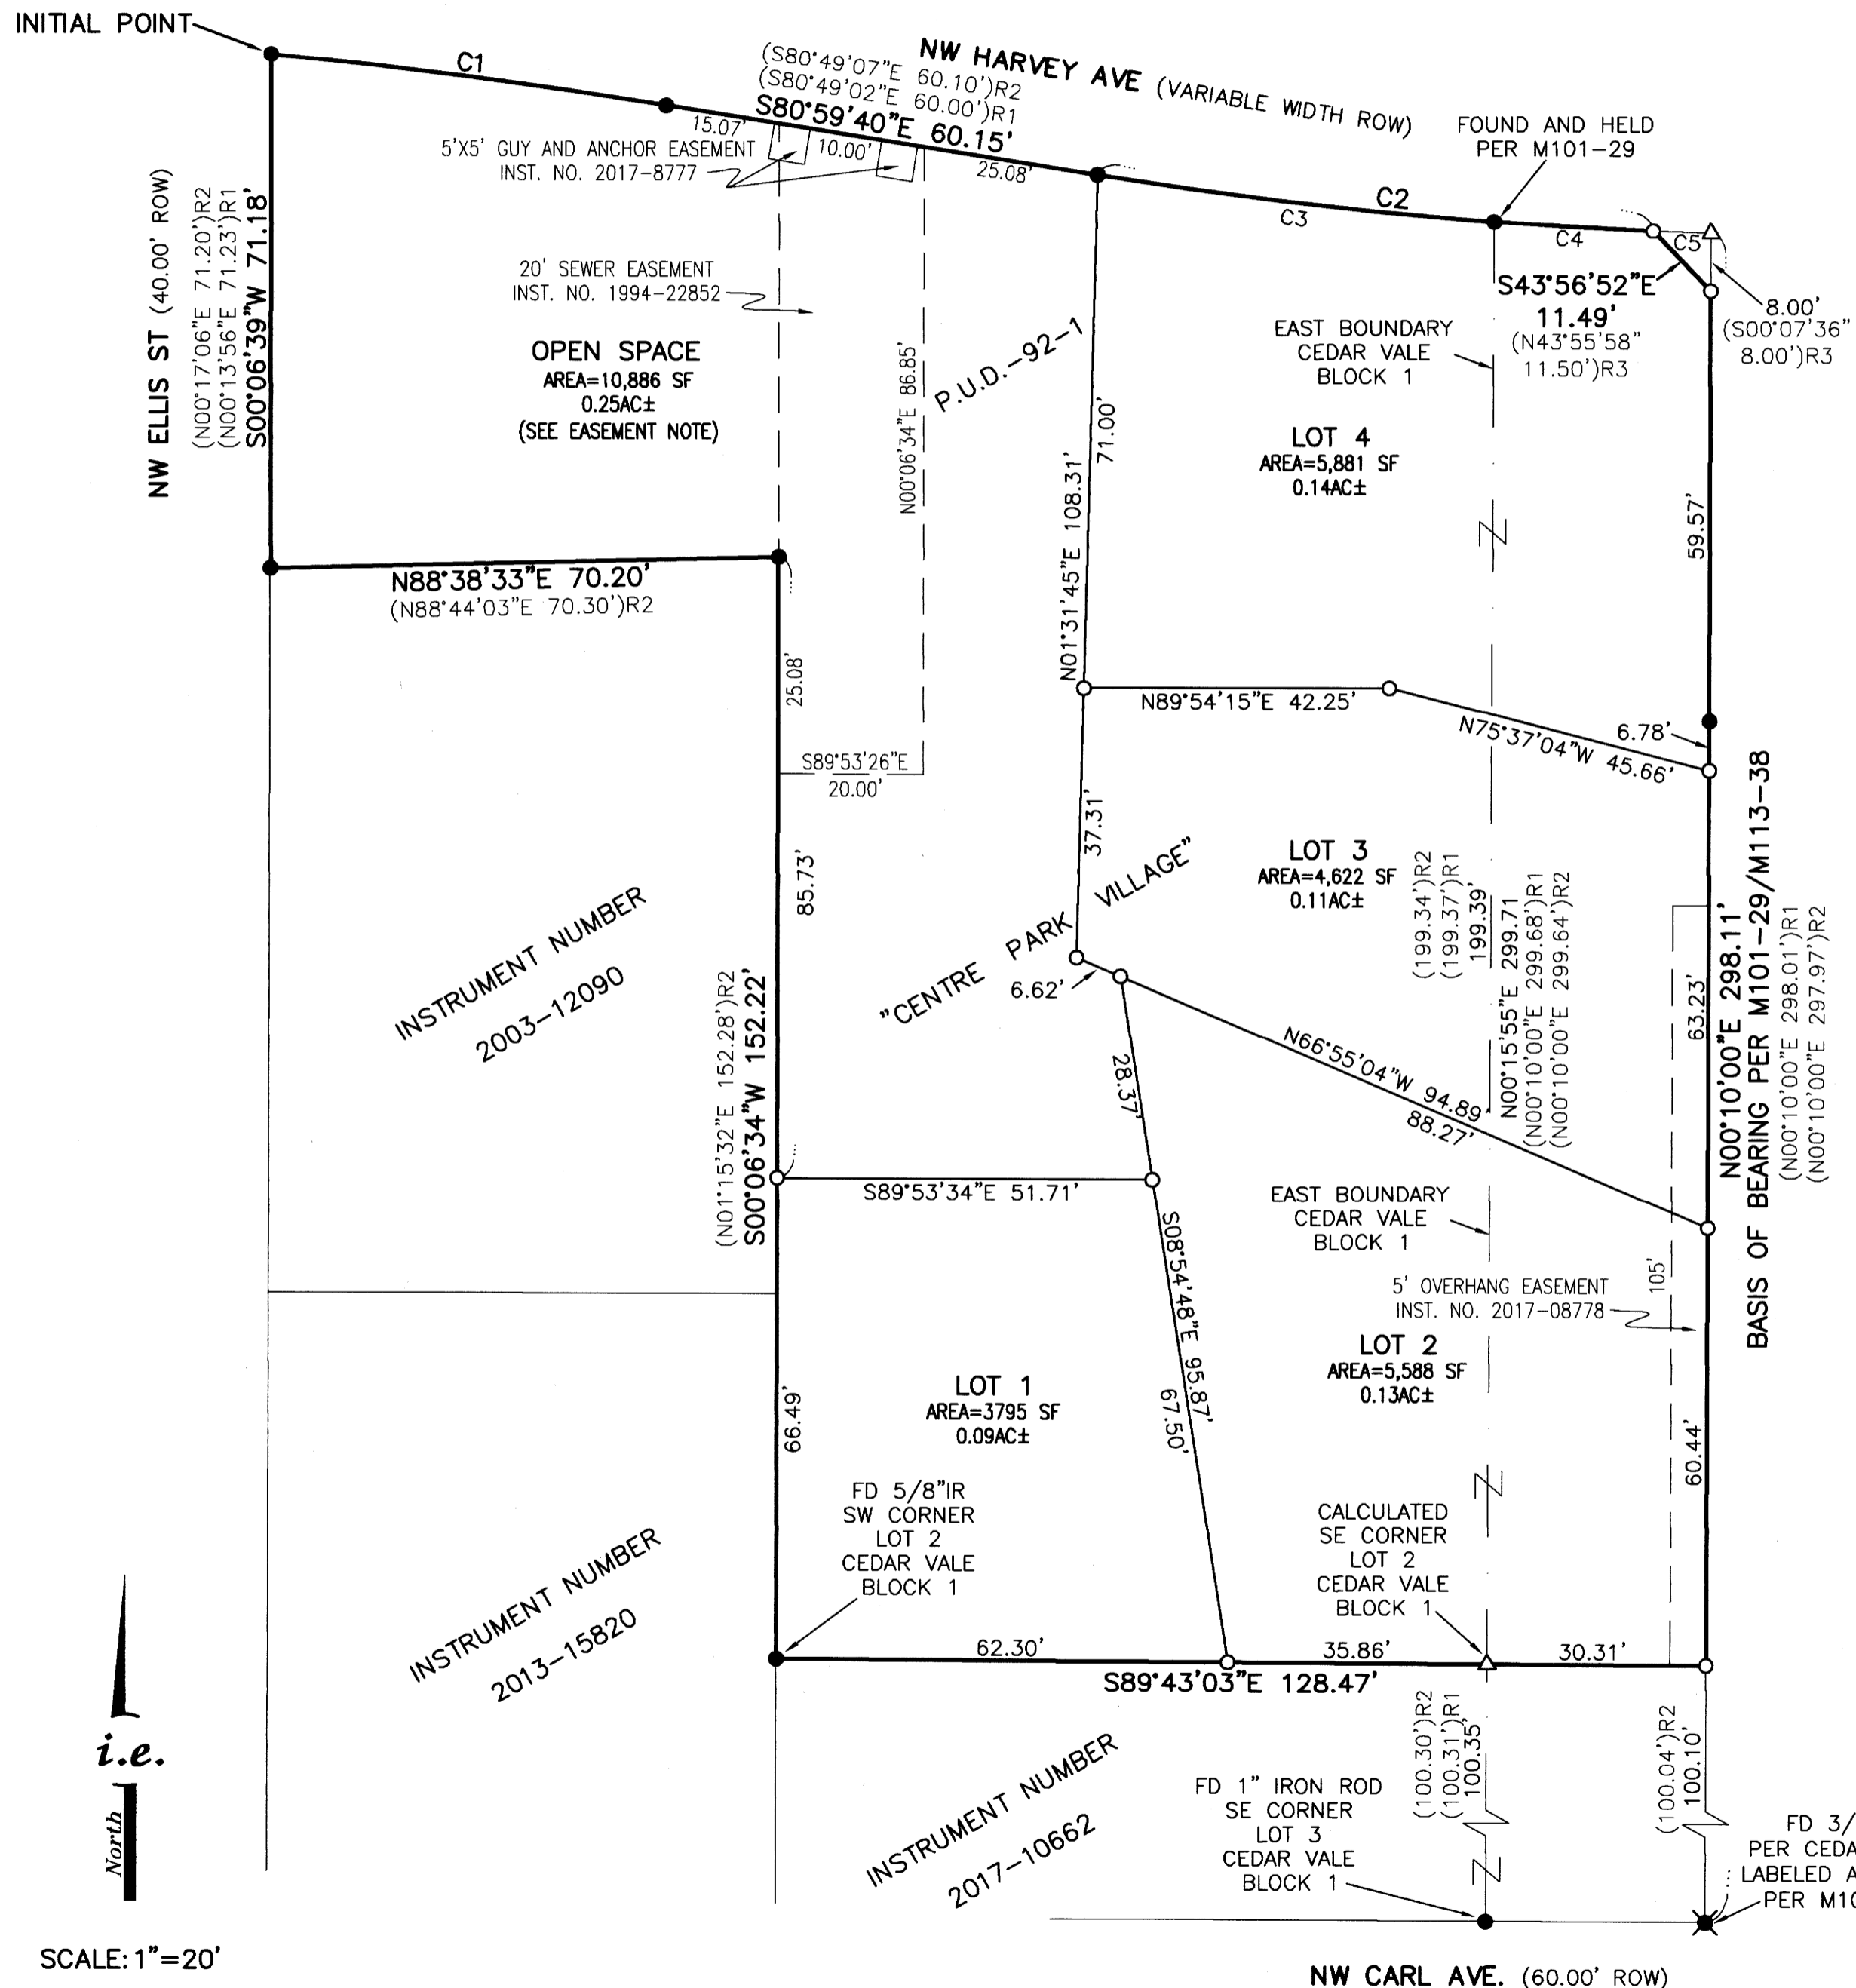 INITIAL POINT
C1
(S80°49'07"E 60.10')R2
(S80°49'02"E 60.00')R1
S80°59'40"E 60.15'
NW HARVEY AVE (VARIABLE WIDTH ROW)
15.07'
10.00'
25.08'
5'X5' GUY AND ANCHOR EASEMENT
INST. NO. 2017-8777
FOUND AND HELD
PER M101-29
C2
C3
C4
C5
S43°56'52"E
11.49'
(N43°55'58"
11.50')R3
8.00'
(S00°07'36"
8.00')R3
NW ELLIS ST (40.00' ROW)
(N00°17'06"E 71.20')R2
(N00°13'56"E 71.23')R1
S00°06'39"W 71.18'
20' SEWER EASEMENT
INST. NO. 1994-22852
OPEN SPACE
AREA=10,886 SF
0.25AC±
(SEE EASEMENT NOTE)
N00°06'34"E 86.85'
P.U.D.-92-1
EAST BOUNDARY
CEDAR VALE
BLOCK 1
LOT 4
AREA=5,881 SF
0.14AC±
71.00'
N01°31'45"E 108.31'
59.57'
N88°38'33"E 70.20'
(N88°44'03"E 70.30')R2
25.08'
S89°53'26"E
20.00'
N89°54'15"E 42.25'
N75°37'04"W 45.66'
6.78'
85.73'
37.31'
LOT 3
AREA=4,622 SF
0.11AC±
(199.34')R2
(199.37')R1
199.39'
N00°15'55"E 299.71
(N00°10'00"E 299.68')R1
(N00°10'00"E 299.64')R2
63.23'
N00°10'00"E 298.11'
BASIS OF BEARING PER M101-29/M113-38
(N00°10'00"E 298.01')R1
(N00°10'00"E 297.97')R2
INSTRUMENT NUMBER
2003-12090
"CENTRE PARK VILLAGE"
6.62'
(N01°15'32"E 152.28')R2
S00°06'34"W 152.22'
28.37'
N66°55'04"W 94.89'
88.27'
S89°53'34"E 51.71'
EAST BOUNDARY
CEDAR VALE
BLOCK 1
105'
5' OVERHANG EASEMENT
INST. NO. 2017-08778
S08°54'48"E 95.87'
67.50'
LOT 2
AREA=5,588 SF
0.13AC±
LOT 1
AREA=3795 SF
0.09AC±
66.49'
60.44'
FD 5/8"IR
SW CORNER
LOT 2
CEDAR VALE
BLOCK 1
CALCULATED
SE CORNER
LOT 2
CEDAR VALE
BLOCK 1
INSTRUMENT NUMBER
2013-15820
62.30'
35.86'
30.31'
S89°43'03"E 128.47'
(100.30')R2
(100.31')R1
100.35'
(100.04')R2
100.10'
INSTRUMENT NUMBER
2017-10662
FD 1" IRON ROD
SE CORNER
LOT 3
CEDAR VALE
BLOCK 1
FD 3/
PER CEDA
LABELED A
PER M10
i.e.
North
SCALE: 1"=20'
NW CARL AVE. (60.00' ROW)